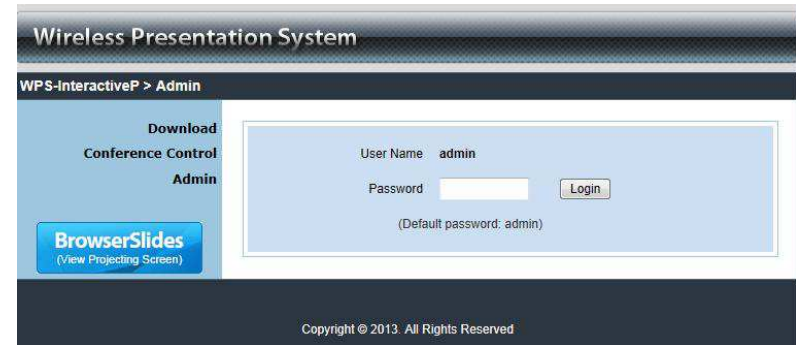 Wireless Presentation System
WPS-InteractiveP > Admin
Download
Conference Control
Admin
BrowserSlides
(View Projecting Screen)
User Name admin
Password Login
(Default password: admin)
Copyright © 2013. All Rights Reserved